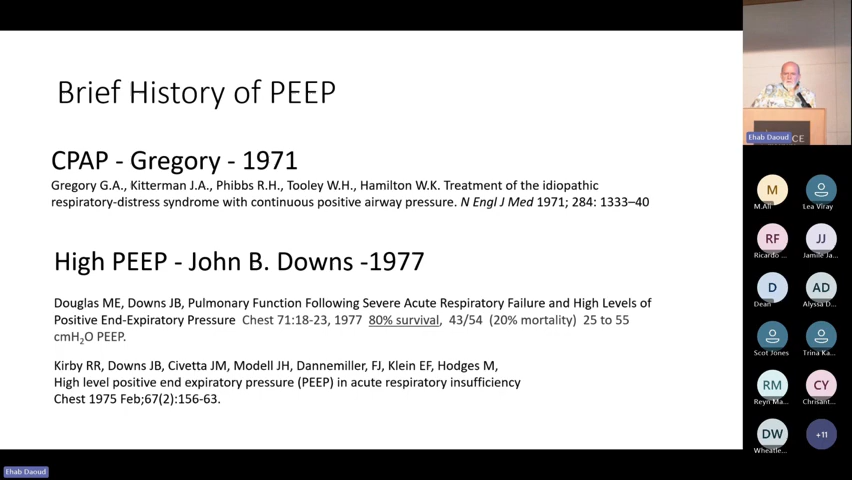 Brief History of PEEP
CPAP - Gregory - 1971
Gregory G.A., Kitterman J.A., Phibbs R.H., Tooley W.H., Hamilton W.K. Treatment of the idiopathic
respiratory-distress syndrome with continuous positive airway pressure. N Engl J Med 1971; 284: 1333–40
High PEEP - John B. Downs -1977
Douglas ME, Downs JB, Pulmonary Function Following Severe Acute Respiratory Failure and High Levels of
Positive End-Expiratory Pressure Chest 71:18-23, 1977 80% survival, 43/54 (20% mortality) 25 to 55
cmH2O PEEP.
Kirby RR, Downs JB, Civetta JM, Modell JH, Dannemiller, FJ, Klein EF, Hodges M,
High level positive end expiratory pressure (PEEP) in acute respiratory insufficiency
Chest 1975 Feb;67(2):156-63.
Ehab Daoud
CE
M
M.Ali
Lea Viray
RF
Ricardo ...
JJ
Jamile Ja...
D
Dean
AD
Alyssa D...
Scot Jones
Trina Ka...
RM
Reyn Ma...
CY
Chrisant...
DW
Wheatle...
+11
Ehab Daoud